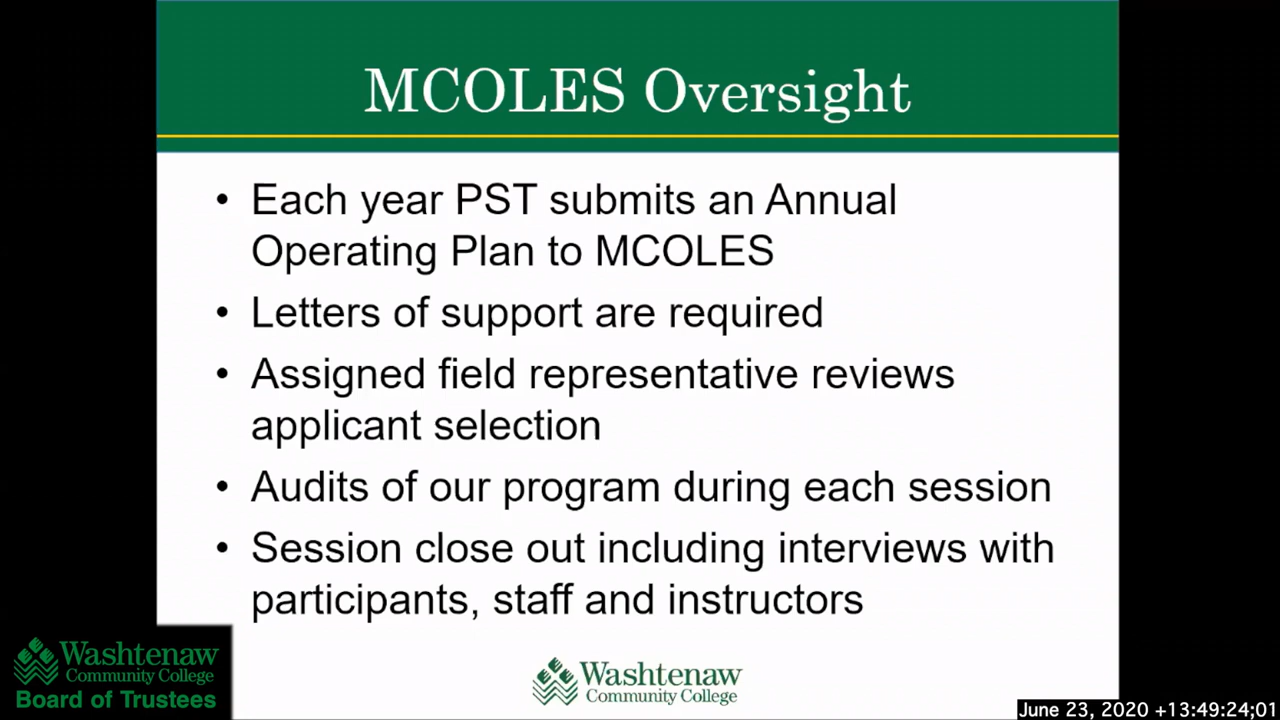 MCOLES Oversight
• Each year PST submits an Annual
Operating Plan to MCOLES
• Letters of support are required
• Assigned field representative reviews
applicant selection
• Audits of our program during each session
• Session close out including interviews with
participants, staff and instructors
Washtenaw
Community College
Board of Trustees
Washtenaw
Community College
June 23, 2020 +13:49:24;01